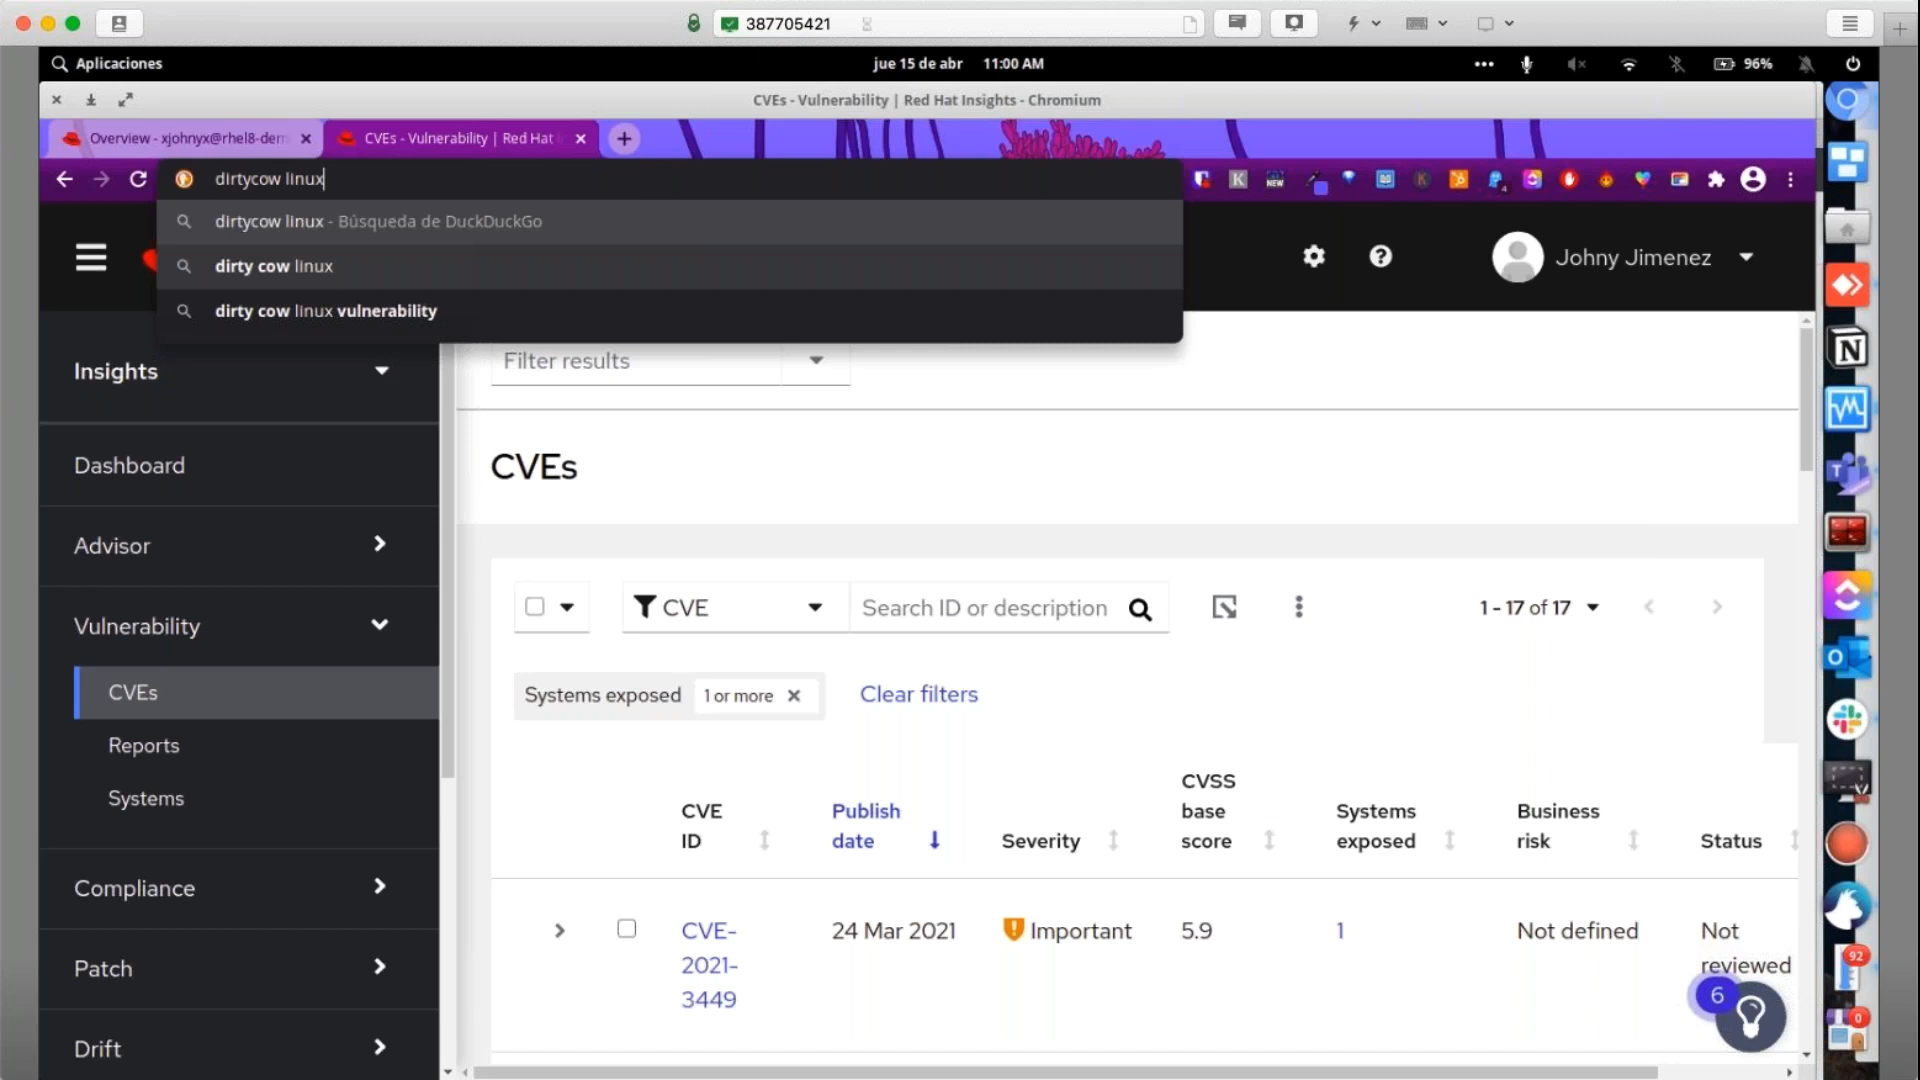 387705421
Aplicaciones
jue 15 de abr 11:00 AM
96%
CVEs - Vulnerability | Red Hat Insights - Chromium
Overview - xjohnyx@rhel8-dem
CVEs - Vulnerability | Red Hat
dirtycow linux
dirtycow linux - Búsqueda de DuckDuckGo
dirty cow linux
dirty cow linux vulnerability
NEW
Johny Jimenez
Insights
Filter results
Dashboard
CVEs
Advisor
Vulnerability
CVE
Search ID or description
1 - 17 of 17
CVEs
Systems exposed 1 or more
Clear filters
Reports
Systems
CVE ID
Publish date
Severity
CVSS base score
Systems exposed
Business risk
Status
Compliance
CVE-2021-3449
24 Mar 2021
Important
5.9
1
Not defined
Not reviewed
Patch
6
Drift
92
0